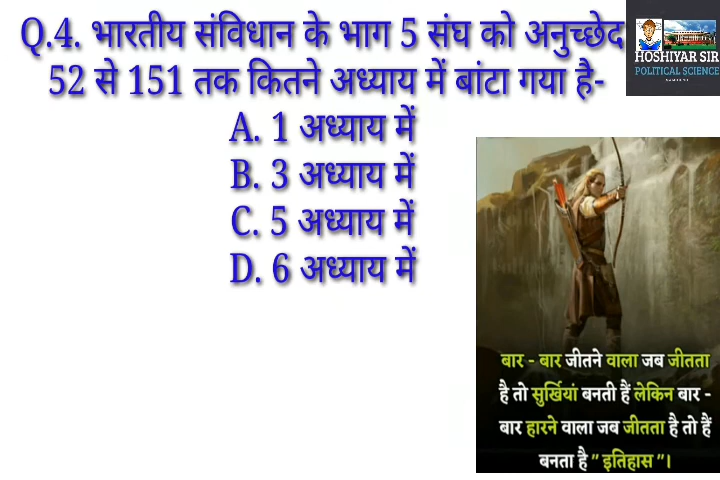 Q.4. भारतीय संविधान के भाग 5 संघ को अनुच्छेद
52 से 151 तक कितने अध्याय में बांटा गया है-
A. 1 अध्याय में
B. 3 अध्याय में
C. 5 अध्याय में
D. 6 अध्याय में
HOSHIYAR SIR
POLITICAL SCIENCE
बार - बार जीतने वाला जब जीतता
है तो सुर्खियां बनती हैं लेकिन बार -
बार हारने वाला जब जीतता है तो हैं
बनता है " इतिहास "।